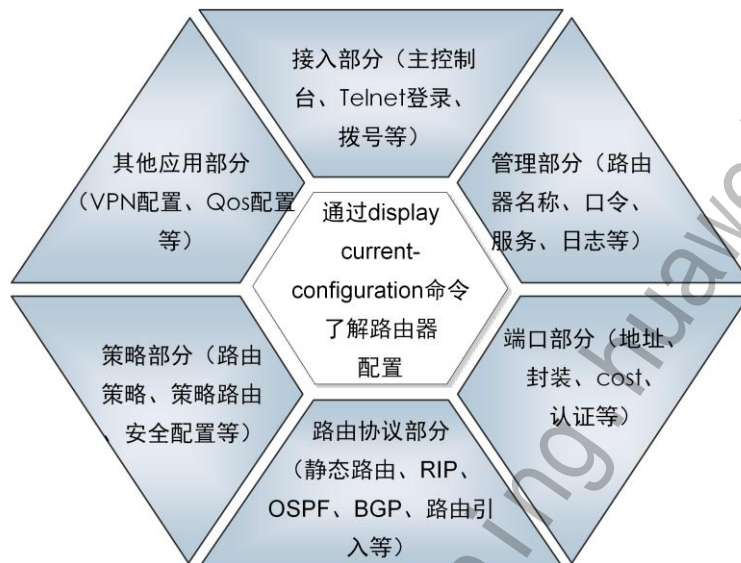 接入部分（主控制
台、Telnet登录、
拨号等）
管理部分（路由
器名称、口令、
服务、日志等）
端口部分（地址、
封装、cost、
认证等）
路由协议部分
（静态路由、RIP、
OSPF、BGP、路由引
入等）
策略部分（路由
策略、策略路由
、安全配置等）
其他应用部分
（VPN配置、Qos配置
等）
通过display
current-
configuration命令
了解路由器
配置
ning.huawe